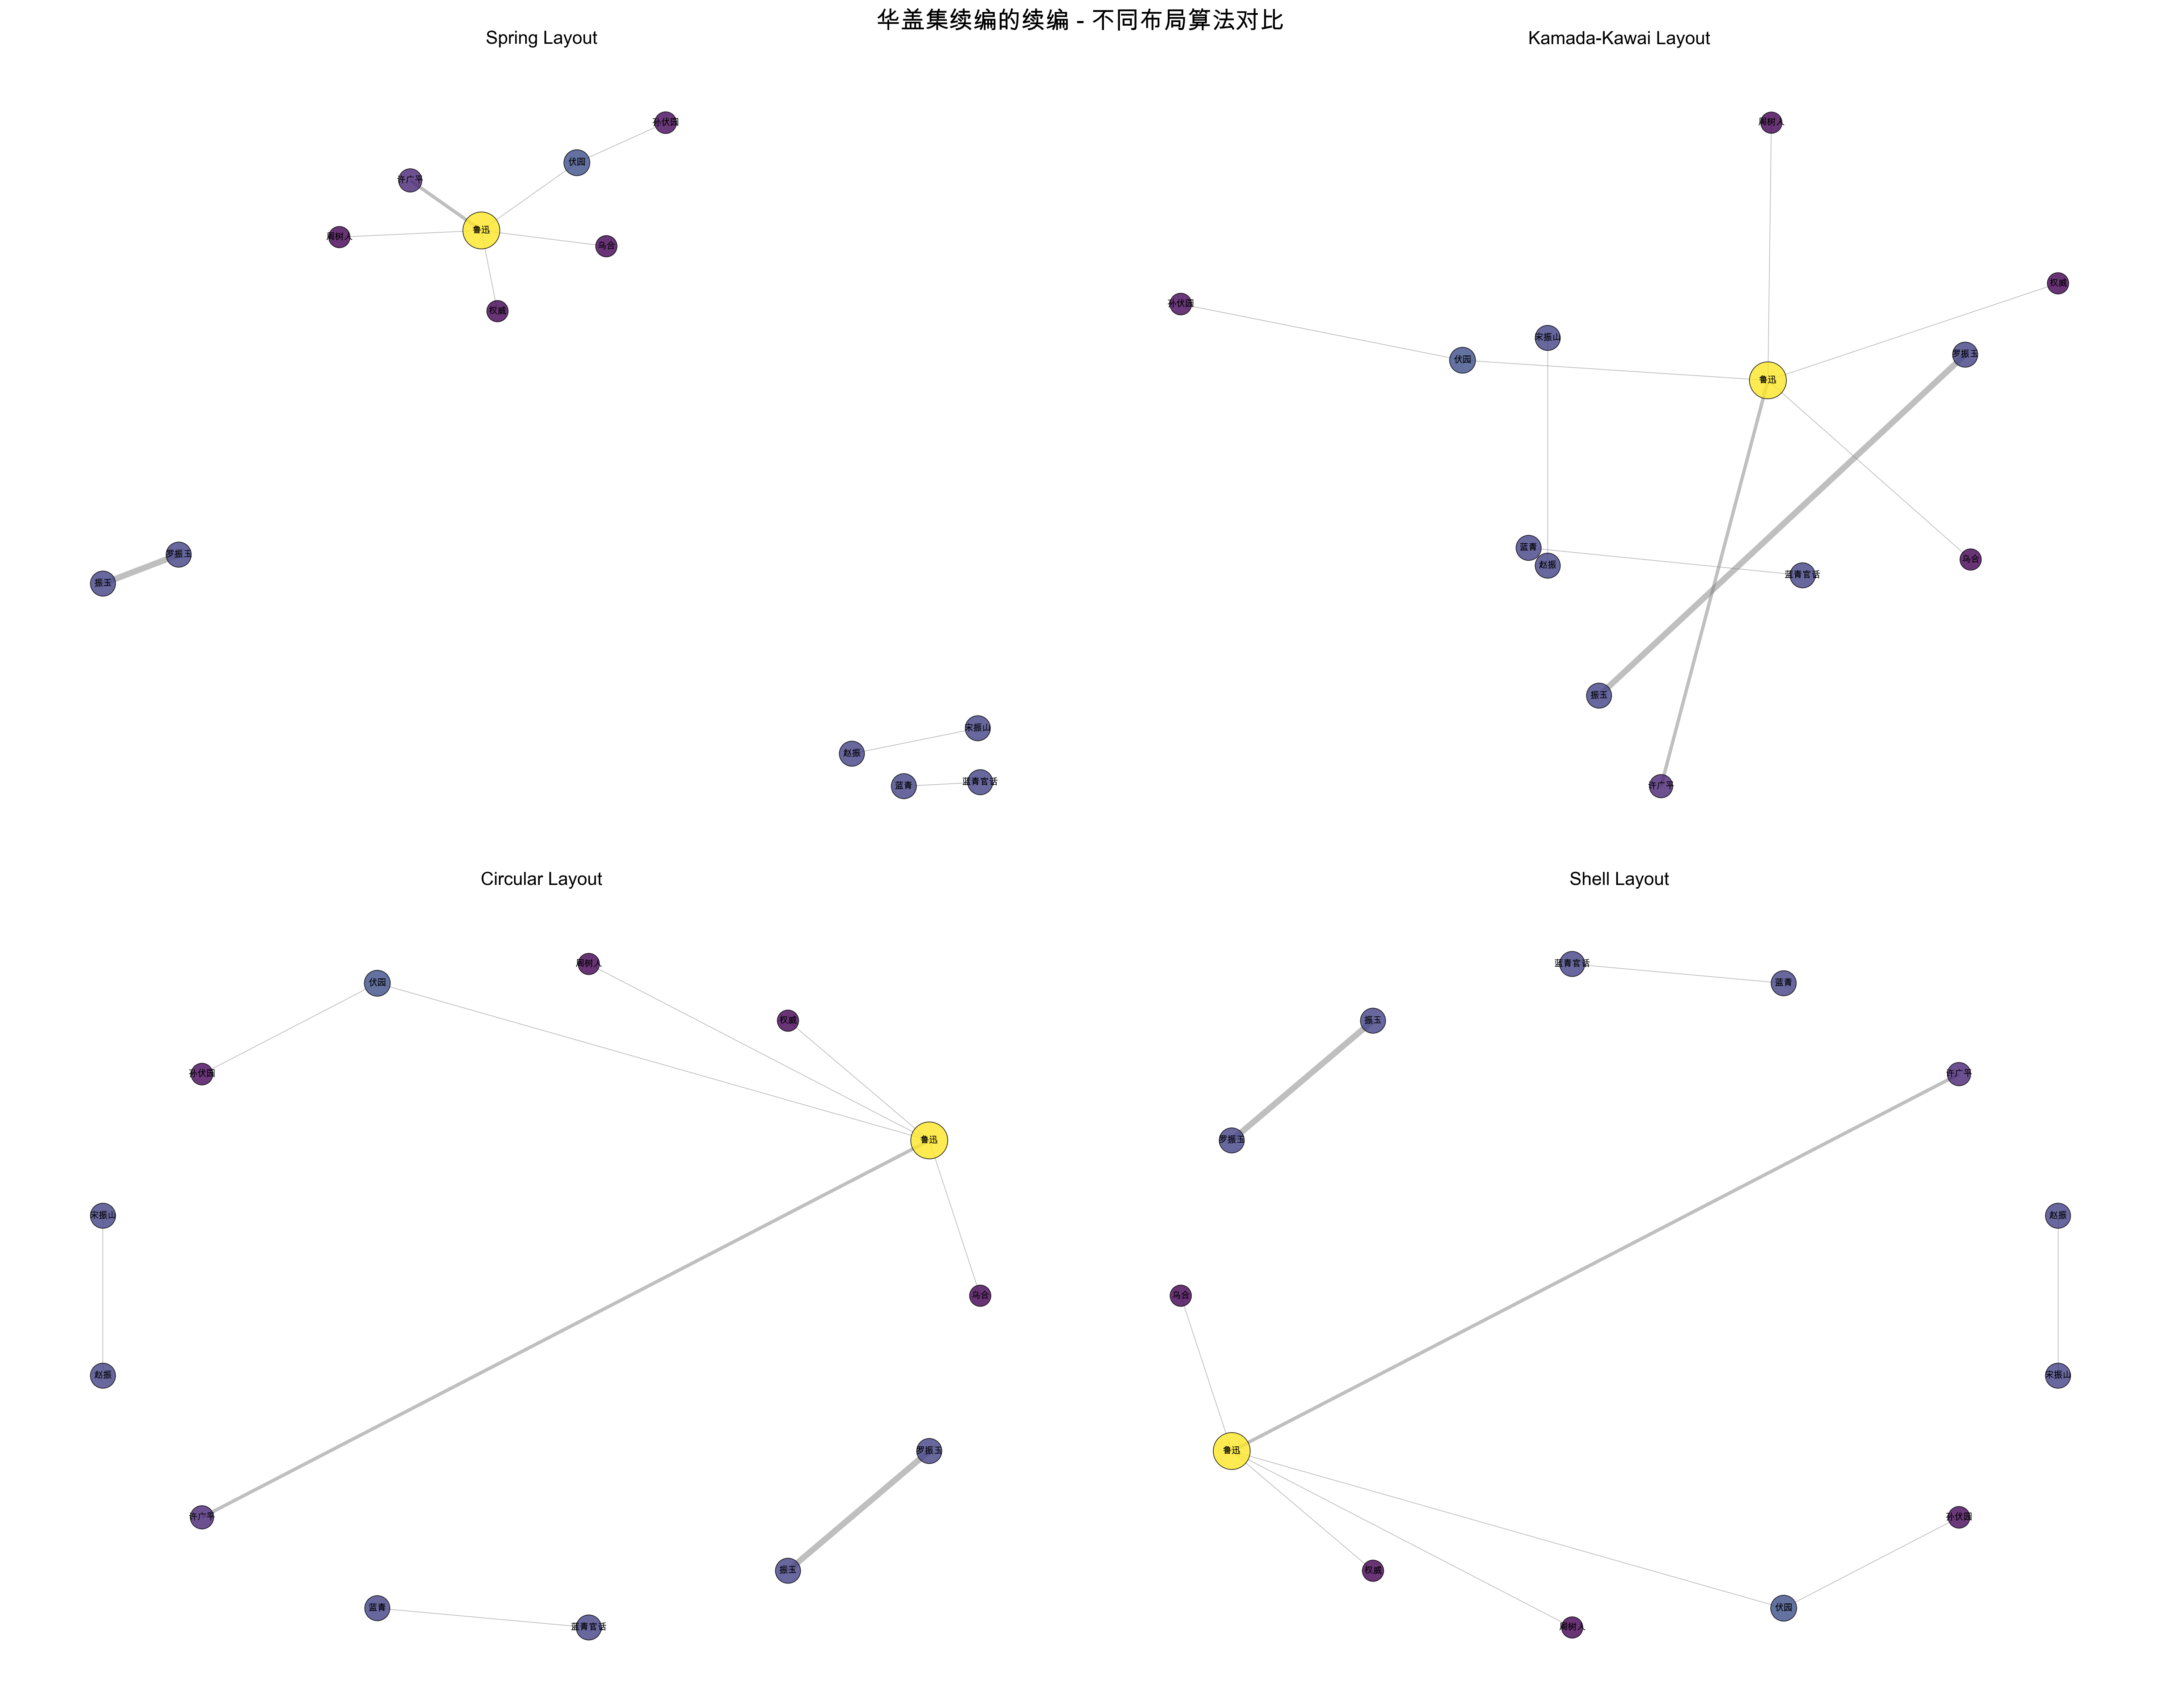 华盖集续编的续编 - 不同布局算法对比
Spring Layout
孙伏园
伏园
许广平
鲁迅
周树人
乌合
权威
罗振玉
振玉
宋振山
赵振
蓝青官话
蓝青
Kamada-Kawai Layout
周树人
权威
孙伏园
宋振山
罗振玉
伏园
鲁迅
蓝青
乌合
赵振
蓝青官话
振玉
许广平
Circular Layout
周树人
伏园
权威
孙伏园
鲁迅
宋振山
乌合
赵振
罗振玉
许广平
振玉
蓝青
蓝青官话
Shell Layout
蓝青官话
蓝青
振玉
许广平
罗振玉
赵振
乌合
宋振山
鲁迅
孙伏园
权威
伏园
周树人